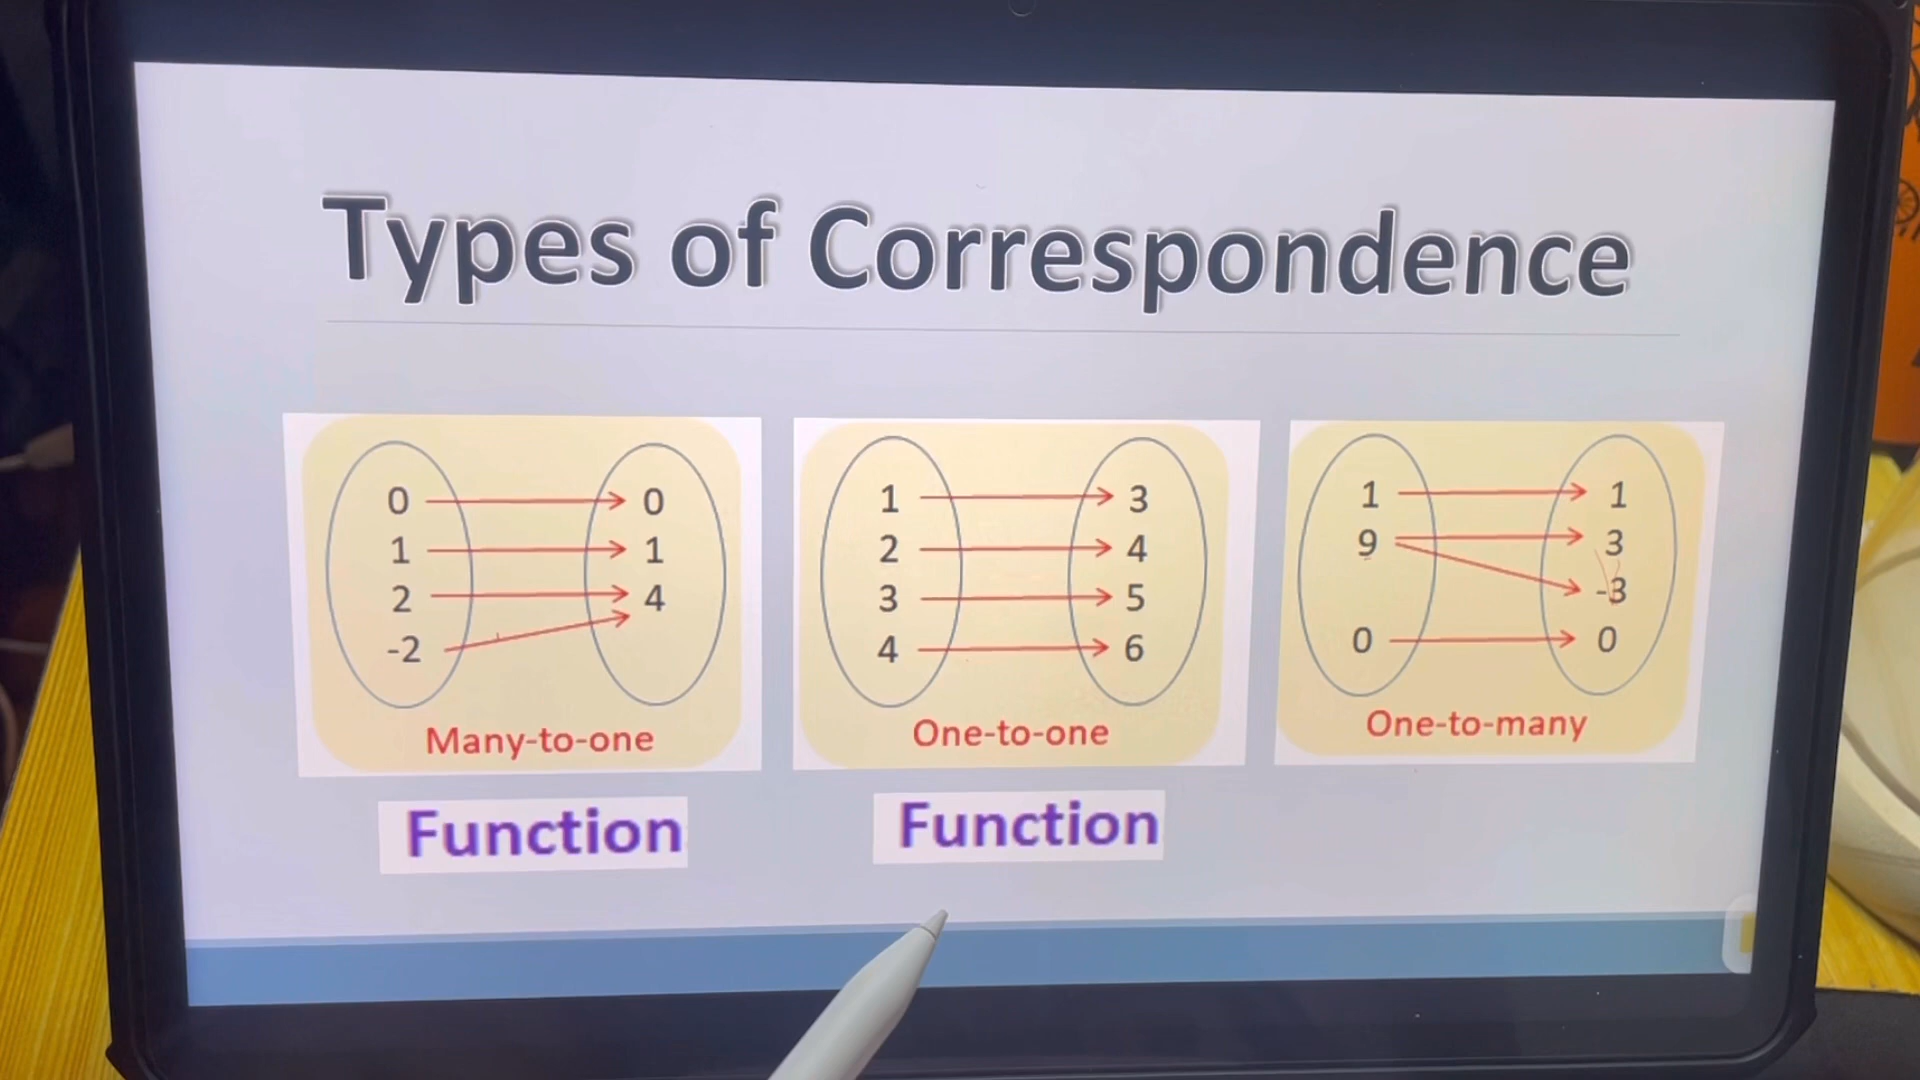 Types of Correspondence
0 0
1 1
2 4
-2
Many-to-one
Function
1 3
2 4
3 5
4 6
One-to-one
Function
1 1
9 3
-3
0 0
One-to-many